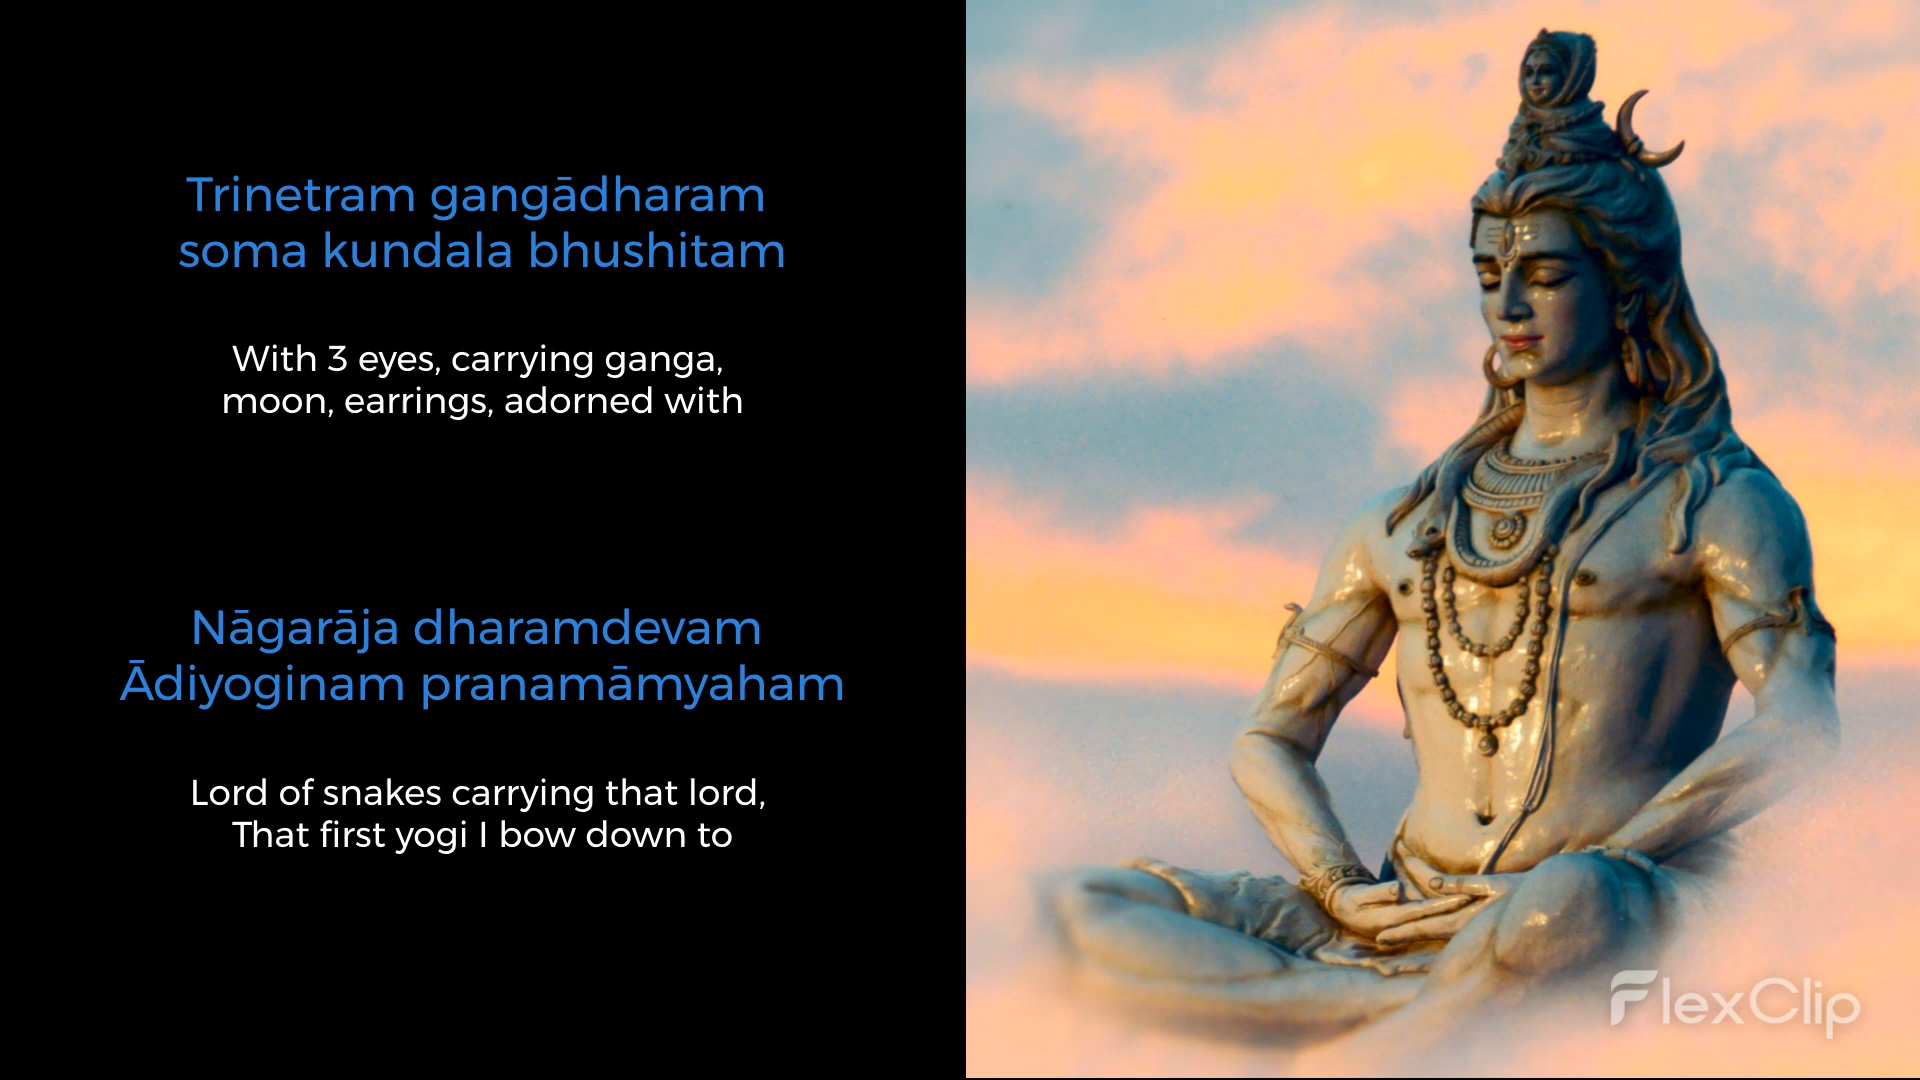 Trinetram gangādharam
soma kundala bhushitam
With 3 eyes, carrying ganga,
moon, earrings, adorned with
Nāgarāja dharamdevam
Ādiyoginam pranamāmyaham
Lord of snakes carrying that lord,
That first yogi I bow down to
FlexClip